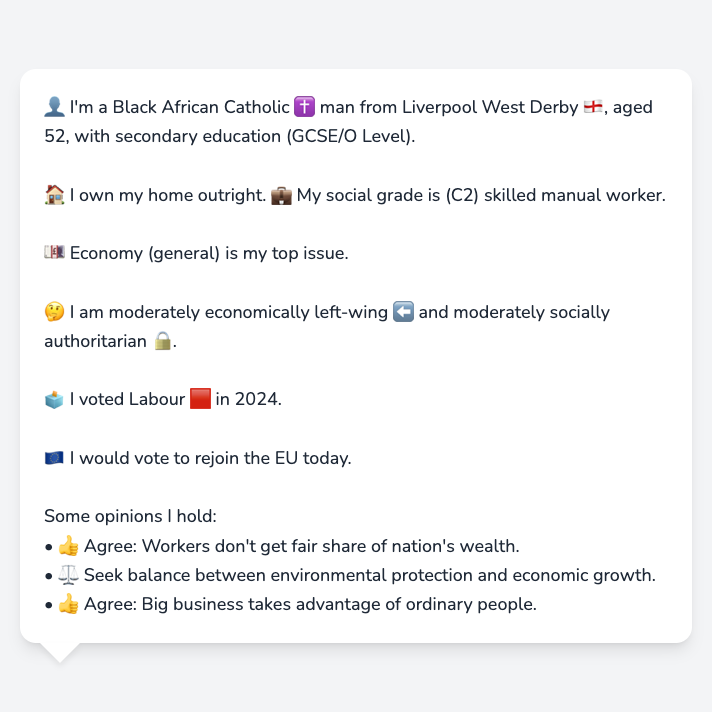 👤 I'm a Black African Catholic ✝️ man from Liverpool West Derby 🏴󠁧󠁢󠁥󠁮󠁧󠁿, aged
52, with secondary education (GCSE/O Level).
🏠 I own my home outright. 💼 My social grade is (C2) skilled manual worker.
💷 Economy (general) is my top issue.
🤔 I am moderately economically left-wing ⬅️ and moderately socially
authoritarian 🔒.
🗳️ I voted Labour 🟥 in 2024.
🇪🇺 I would vote to rejoin the EU today.
Some opinions I hold:
• 👍 Agree: Workers don't get fair share of nation's wealth.
• ⚖️ Seek balance between environmental protection and economic growth.
• 👍 Agree: Big business takes advantage of ordinary people.